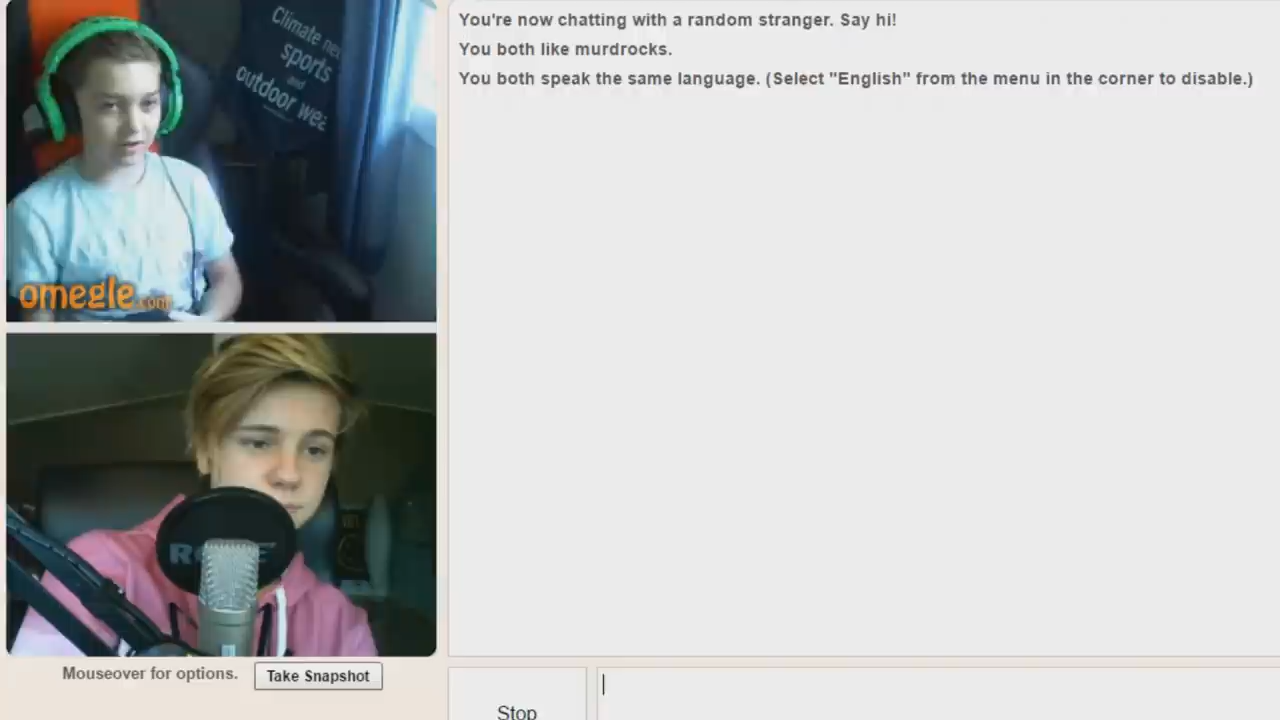 Climate
sports
and
outdoor
omegle.com
You're now chatting with a random stranger. Say hi!
You both like murdrocks.
You both speak the same language. (Select "English" from the menu in the corner to disable.)
Mouseover for options.
Take Snapshot
Stop